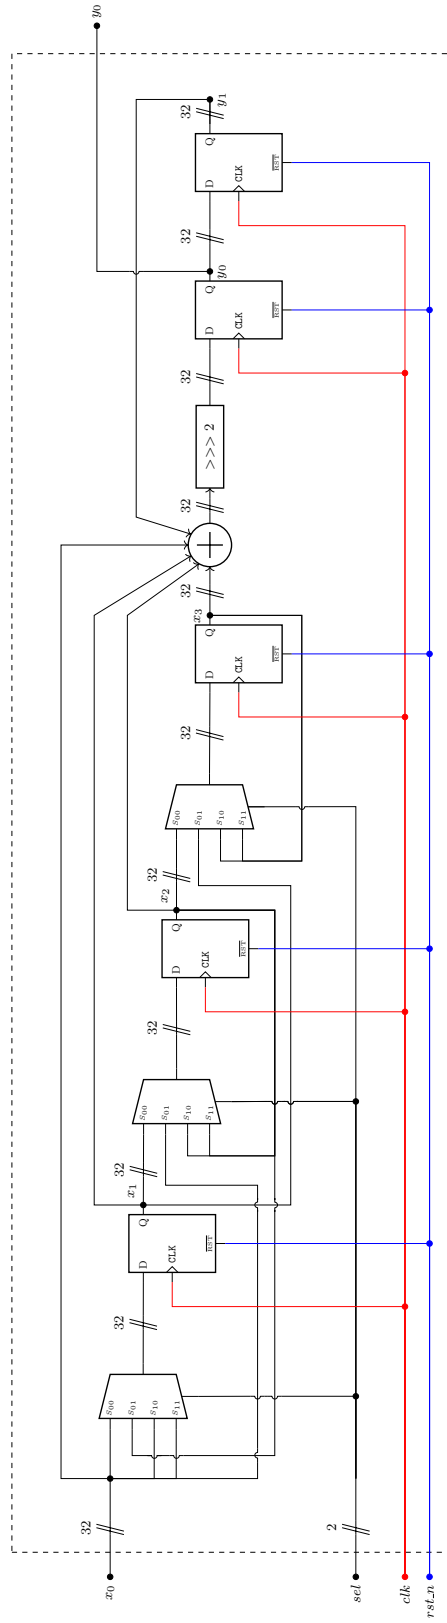 x₀
32
s₀₀
s₀₁
s₁₀
s₁₁
32
D
Q
CLK
RST
x₁
32
s₀₀
s₀₁
s₁₀
s₁₁
32
D
Q
CLK
RST
x₂
32
s₀₀
s₀₁
s₁₀
s₁₁
32
D
Q
CLK
RST
x₃
32
+
32
>>> 2
32
D
Q
CLK
RST
y₀
32
D
Q
CLK
RST
32
y₁
y₀
sel
2
clk
rst_n